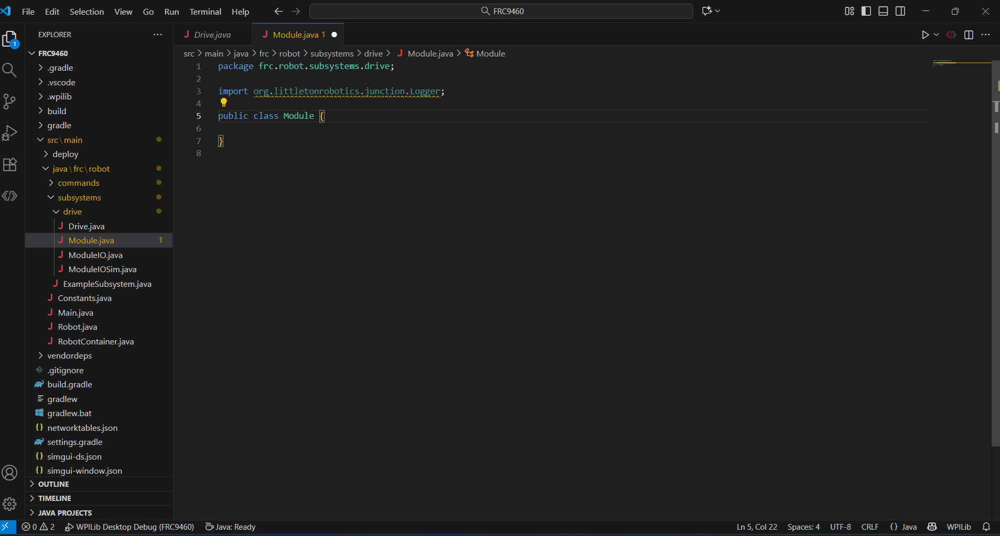 File Edit Selection View Go Run Terminal Help
FRC9460
EXPLORER
1
FRC9460
.gradle
.vscode
.wpilib
build
gradle
src\main
deploy
java\frc\robot
commands
subsystems
drive
Drive.java
Module.java 1
ModuleIO.java
ModuleIOSim.java
ExampleSubsystem.java
Constants.java
Main.java
Robot.java
RobotContainer.java
vendordeps
.gitignore
build.gradle
gradlew
gradlew.bat
networktables.json
settings.gradle
simgui-ds.json
simgui-window.json
OUTLINE
TIMELINE
JAVA PROJECTS
Drive.java
Module.java 1
src > main > java > frc > robot > subsystems > drive > Module.java > Module
1 package frc.robot.subsystems.drive;
2
3 import org.littletonrobotics.junction.Logger;
4
5 public class Module {
6
7 }
8
0 2 WPILib Desktop Debug (FRC9460) Java: Ready
Ln 5, Col 22 Spaces: 4 UTF-8 CRLF {} Java WPILib